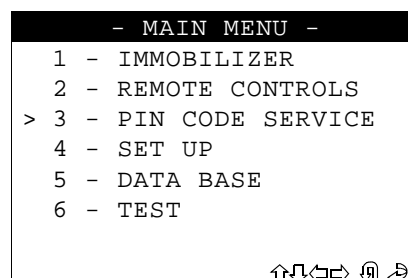 - MAIN MENU -
1 - IMMOBILIZER
2 - REMOTE CONTROLS
> 3 - PIN CODE SERVICE
4 - SET UP
5 - DATA BASE
6 - TEST